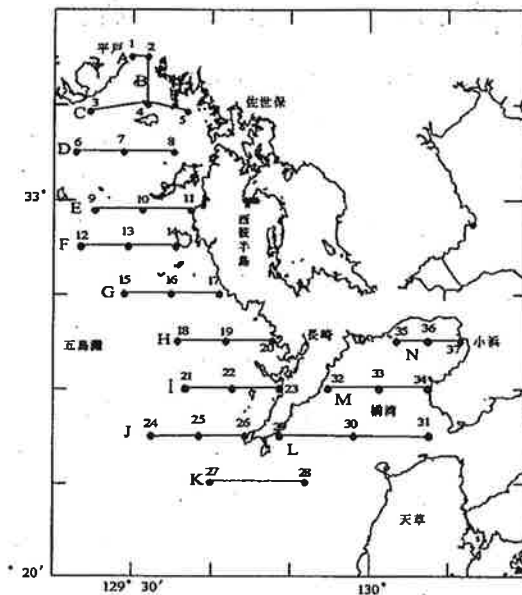 平戸 1 2
A
B
3 4 5
C
佐世保
D 6 7 8
33°
E 9 10 11
西彼半島
F 12 13 14
G 15 16 17
五島灘
H 18 19 20
長崎
35 36 37
N
小浜
I 21 22 23
32 33 34
M
橘湾
J 24 25 26
29 30 31
L
K 27 28
天草
20'
129° 30' 130°